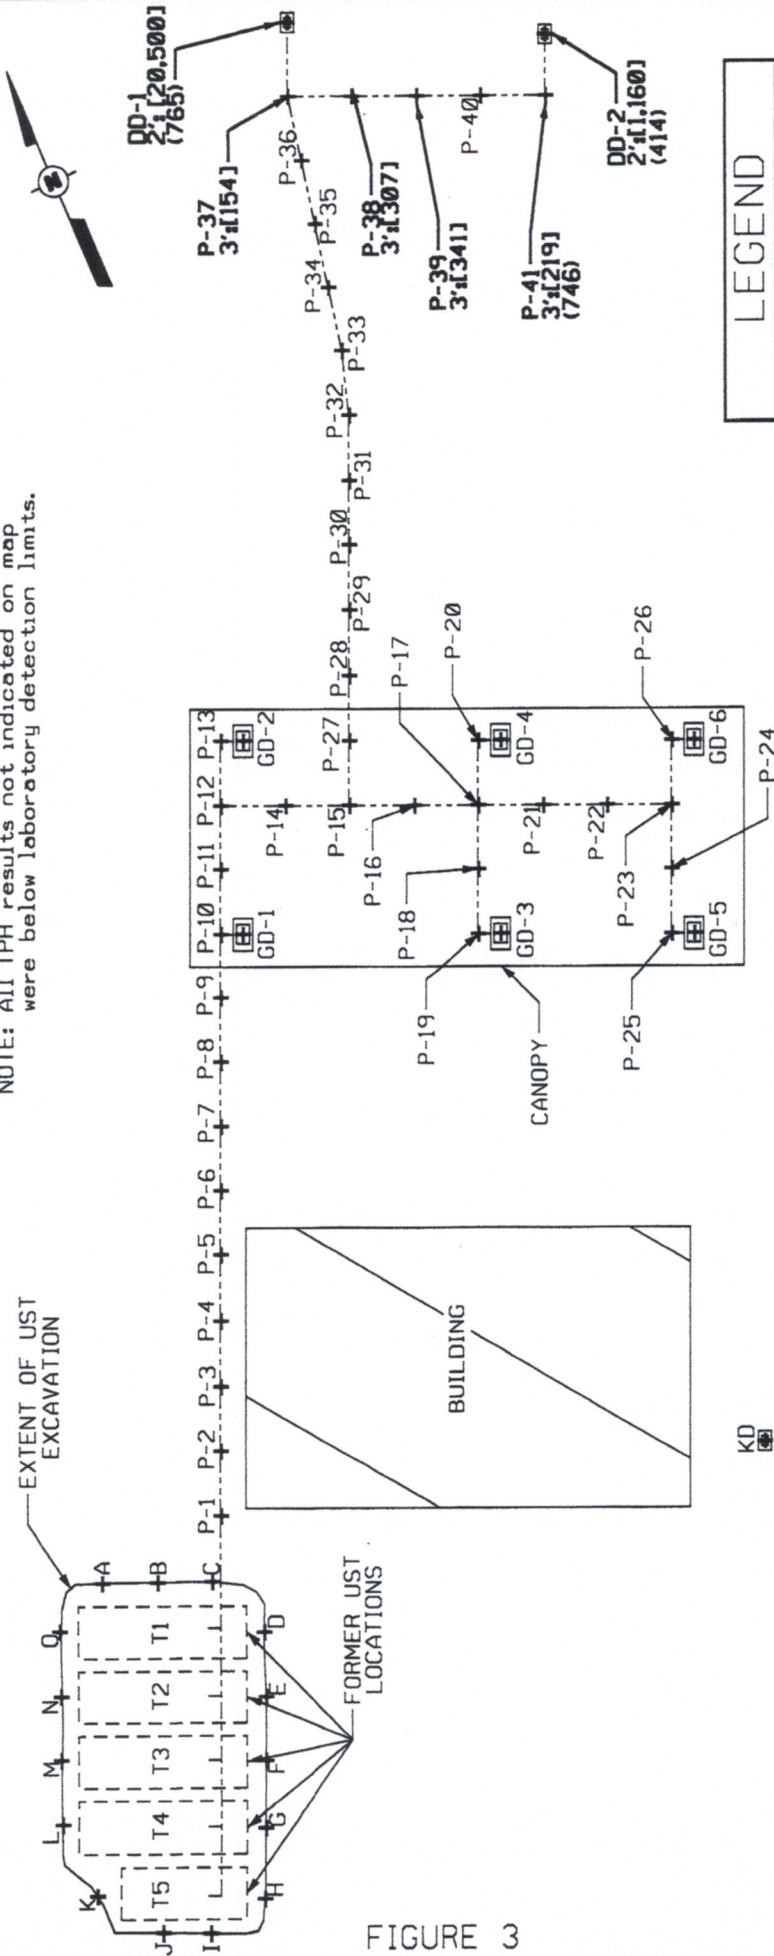 NOTE: All TPH results not indicated on map
were below laboratory detection limits.
EXTENT OF UST
EXCAVATION
K
L
M
N
O
A
B
C
D
E
F
G
H
I
J
T5
T4
T3
T2
T1
FORMER UST
LOCATIONS
P-1
P-2
P-3
P-4
P-5
P-6
P-7
P-8
P-9
P-10
P-11
P-12
P-13
GD-1
GD-2
P-14
P-15
P-27
P-28
P-29
P-30
P-31
P-32
P-33
P-34
P-35
P-36
P-16
P-17
P-18
P-19
P-20
GD-3
GD-4
P-21
P-22
P-23
P-24
P-25
P-26
GD-5
GD-6
CANOPY
BUILDING
KD
N
DD-1
2':[20,500]
(765)
P-37
3':[154]
P-38
3':[307]
P-39
3':[341]
P-40
P-41
3':[219]
(746)
DD-2
2':[1,160]
(414)
LEGEND
FIGURE 3